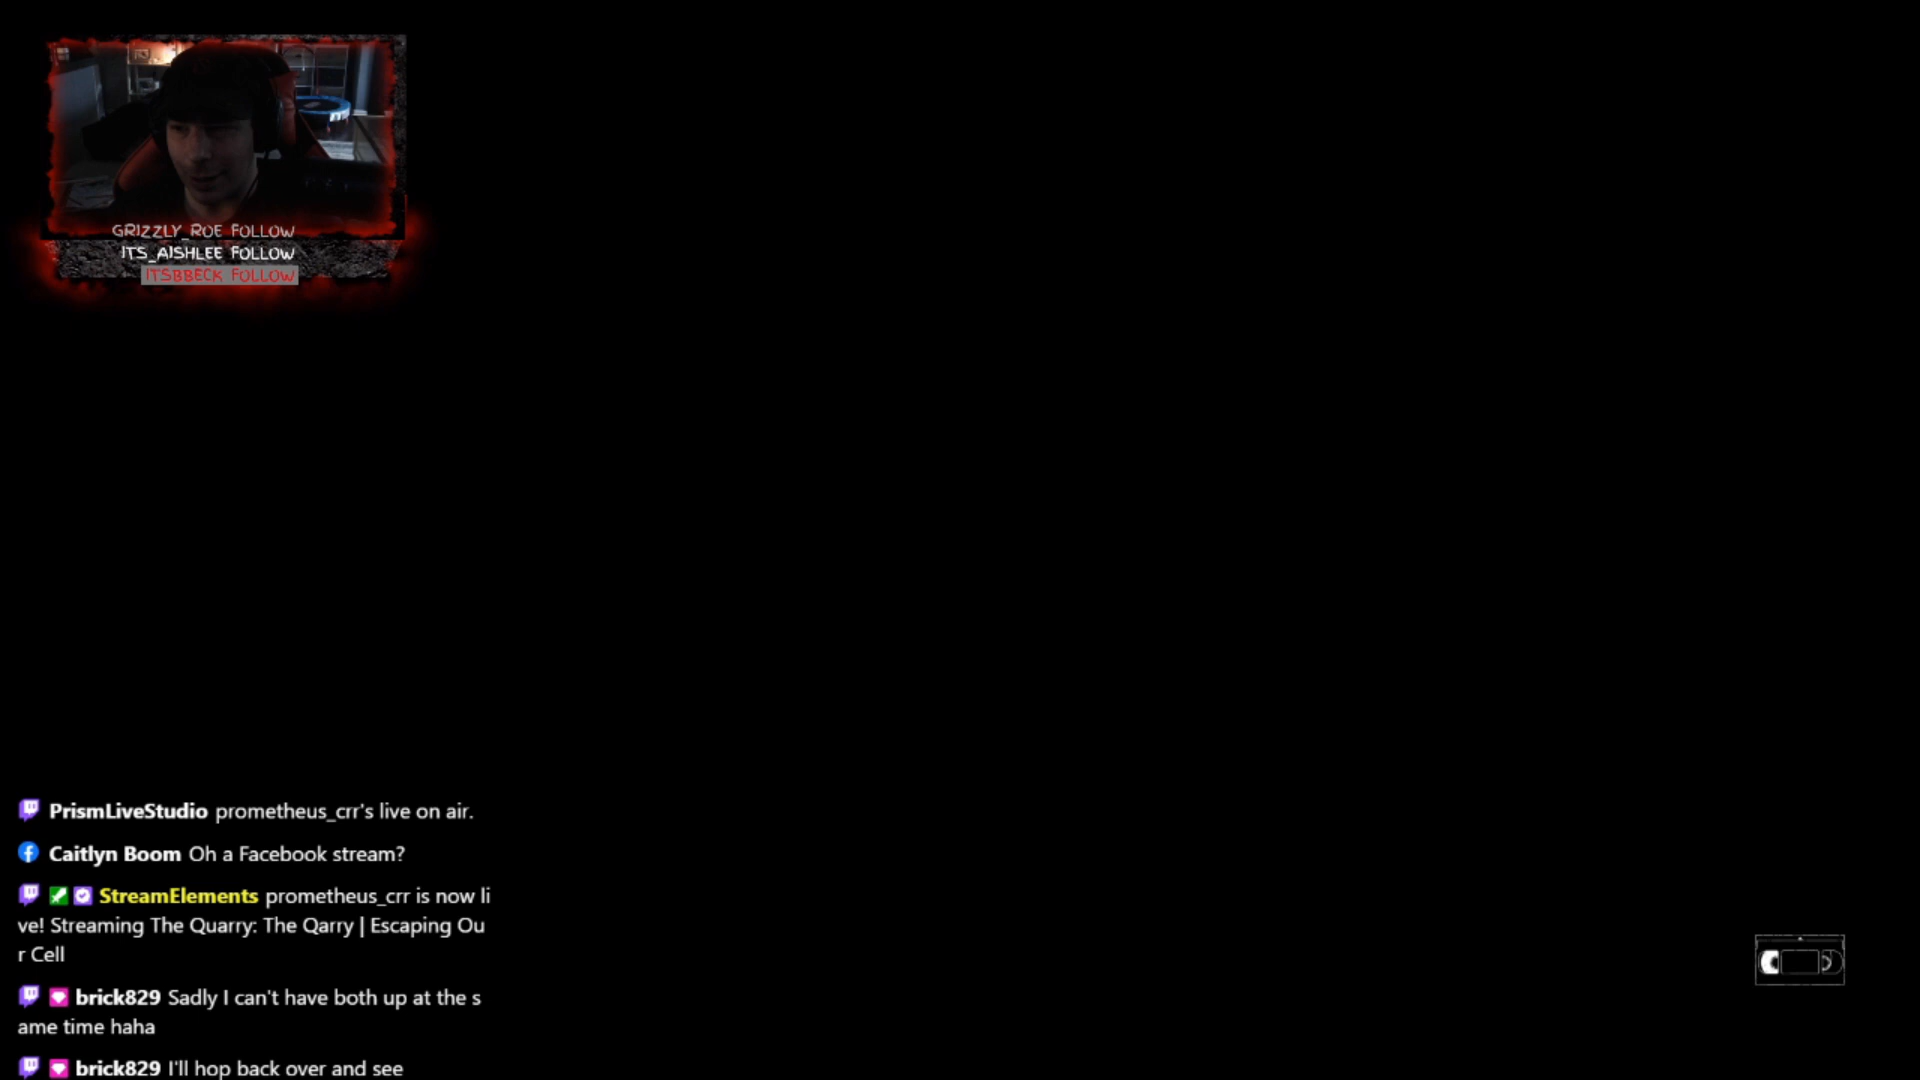 GRIZZLY_ROE FOLLOW
ITS_AISHLEE FOLLOW
ITSBBECK FOLLOW
PrismLiveStudio prometheus_crr's live on air.
Caitlyn Boom Oh a Facebook stream?
StreamElements prometheus_crr is now li
ve! Streaming The Quarry: The Qarry | Escaping Ou
r Cell
brick829 Sadly I can't have both up at the s
ame time haha
brick829 I'll hop back over and see